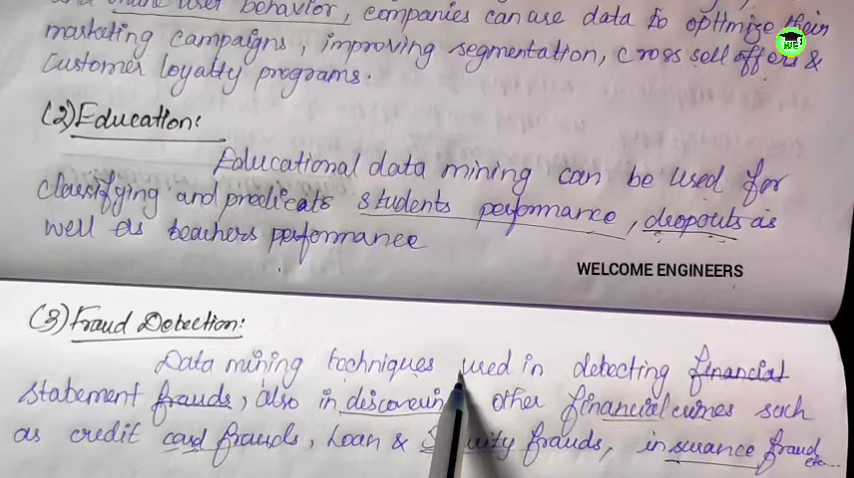 and online user behavior, companies can use data to optimize their
marketing campaigns, improving segmentation, cross sell offers &
Customer loyalty programs.
(2) Education:
Educational data mining can be used for
classifying and predicats students performance, dropouts as
well as teachers performance
WELCOME ENGINEERS
(3) Fraud Detection:
Data mining techniques used in detecting financial
statement frauds, also in discoverin other financial crimes such
as credit card frauds, Loan & frauds, insurance fraud
etc...